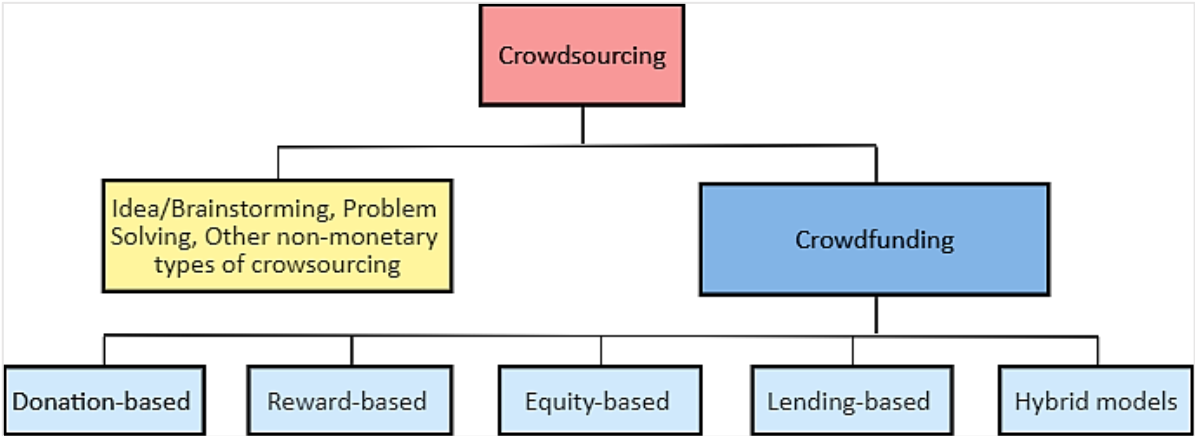 Crowdsourcing
Idea/Brainstorming, Problem
Solving, Other non-monetary
types of crowsourcing
Crowdfunding
Donation-based
Reward-based
Equity-based
Lending-based
Hybrid models